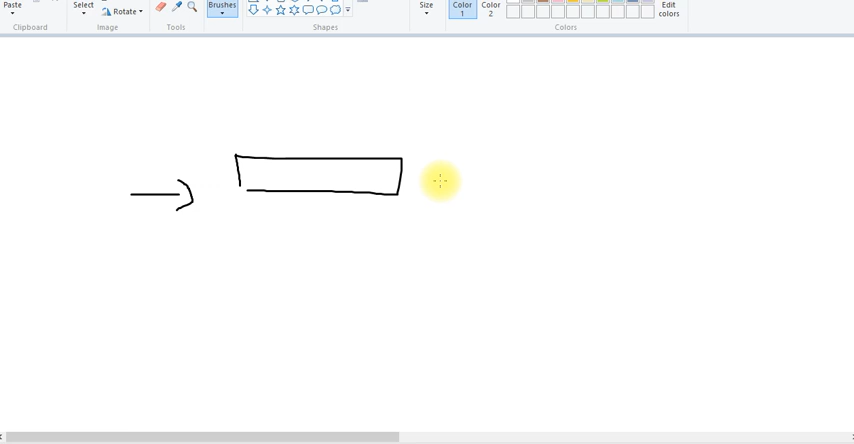 Paste
Select
Rotate
Brushes
Size
Color
1
Color
2
Edit
colors
Clipboard
Image
Tools
Shapes
Colors